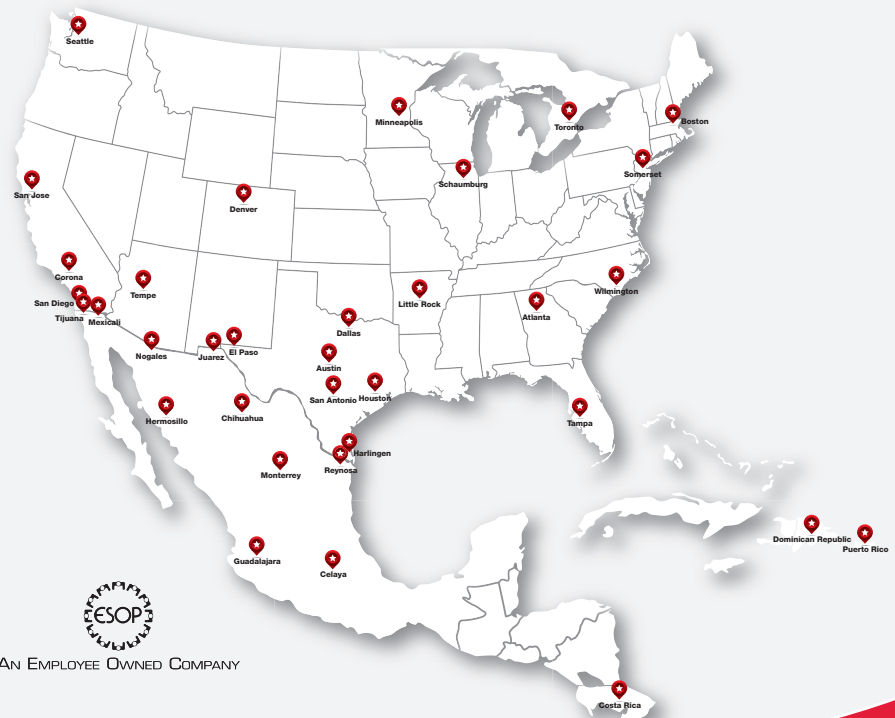 Seattle
Minneapolis
Toronto
Boston
Somerset
Schaumburg
San Jose
Denver
Corona
Tempe
Little Rock
Wilmington
San Diego
Atlanta
Tijuana
Mexicali
Dallas
Nogales
Juarez
El Paso
Austin
San Antonio
Houston
Hermosillo
Chihuahua
Tampa
Harlingen
Reynosa
Monterrey
Dominican Republic
Puerto Rico
Guadalajara
Celaya
ESOP
AN EMPLOYEE OWNED COMPANY
Costa Rica